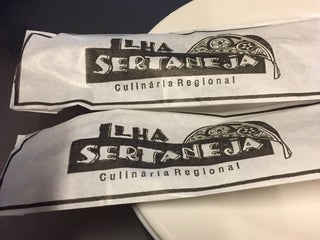 ILHA
SERTANEJA
Culinária Regional
ILHA
SERTANEJA
Culinária Regional